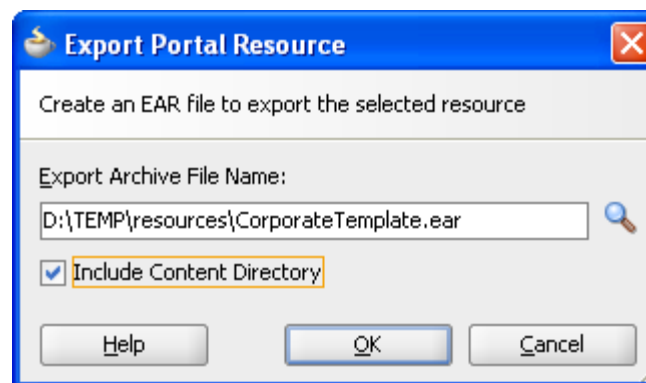 Export Portal Resource
Create an EAR file to export the selected resource
Export Archive File Name:
D:\TEMP\resources\CorporateTemplate.ear
Include Content Directory
Help OK Cancel